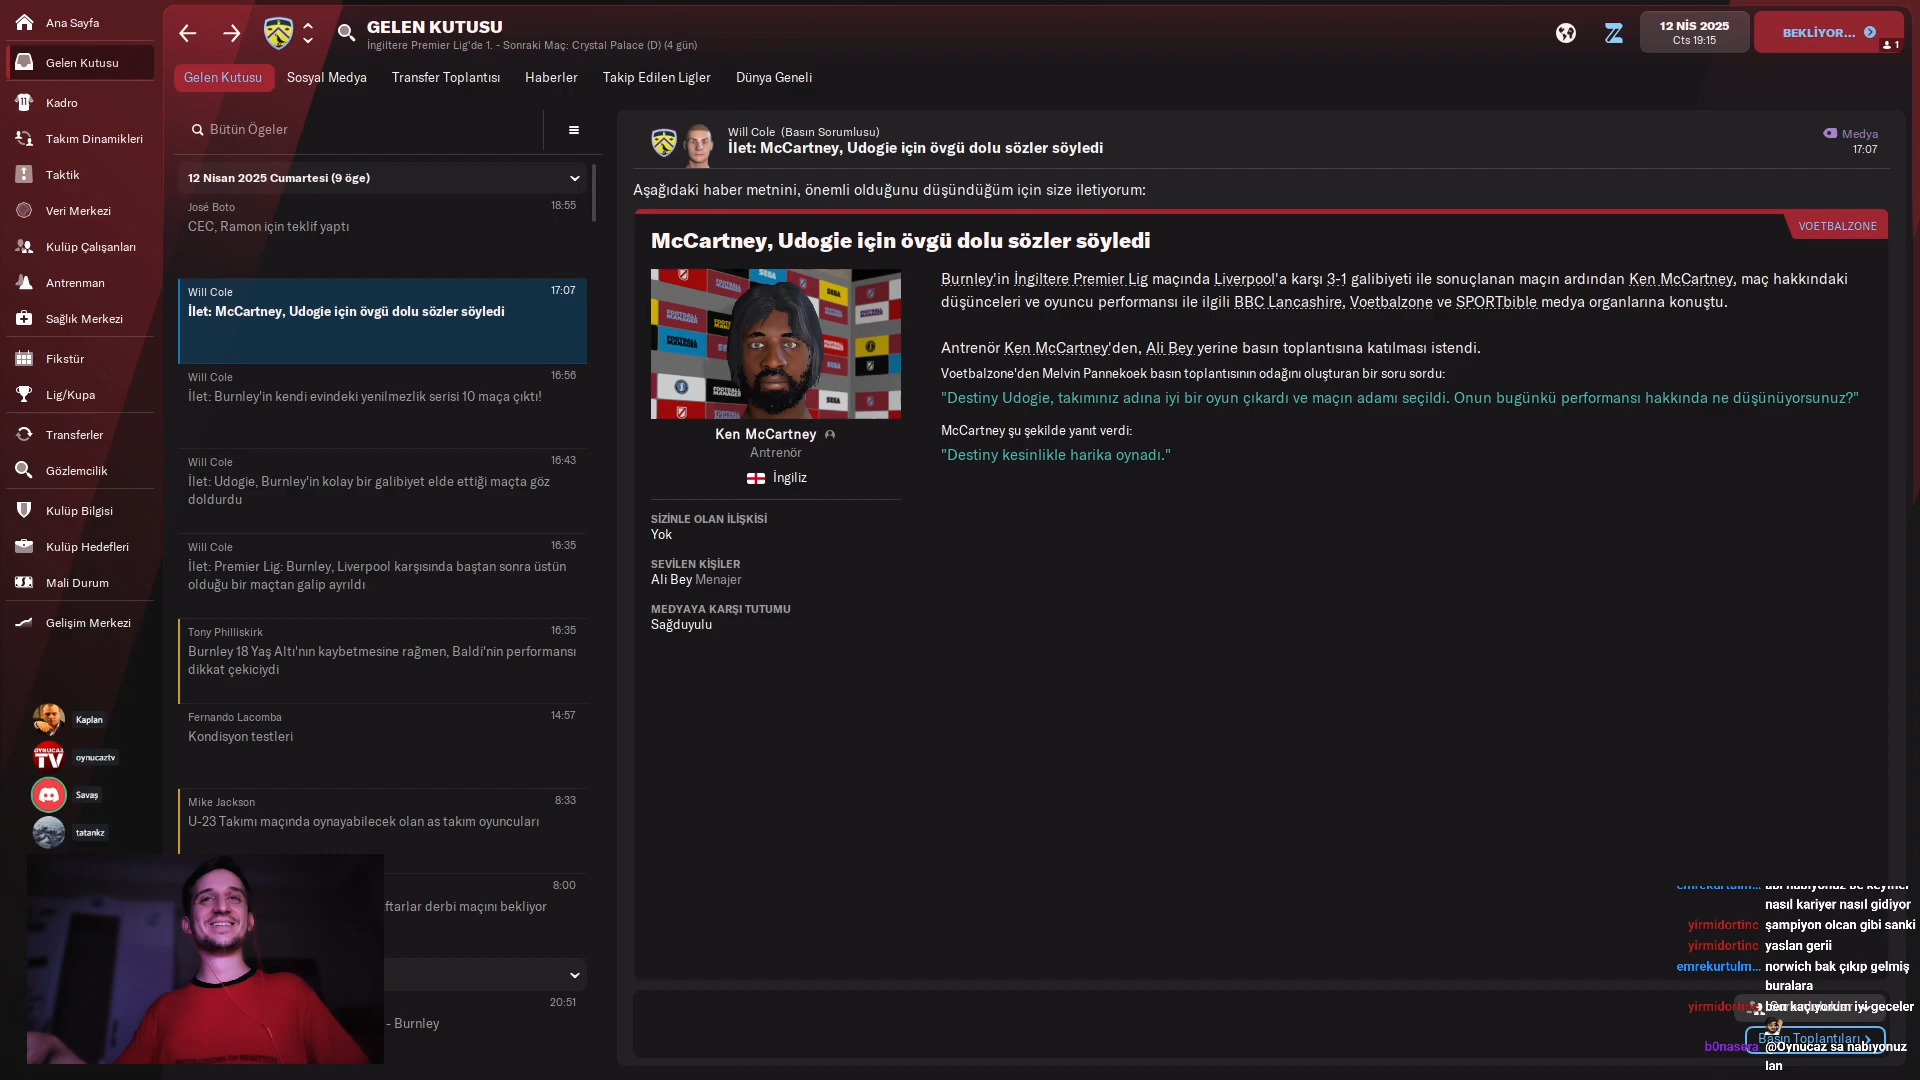 Ana Sayfa
Gelen Kutusu
Kadro
Takım Dinamikleri
Taktik
Veri Merkezi
Kulüp Çalışanları
Antrenman
Sağlık Merkezi
Fikstür
Lig/Kupa
Transferler
Gözlemcilik
Kulüp Bilgisi
Kulüp Hedefleri
Mali Durum
Gelişim Merkezi
Kaplan
OYNUCAZ TV
oynucaztv
Savaş
tatankz
GELEN KUTUSU
İngiltere Premier Lig'de 1. - Sonraki Maç: Crystal Palace (D) (4 gün)
12 NİS 2025
Cts 19:15
BEKLİYOR...
1
Gelen Kutusu
Sosyal Medya
Transfer Toplantısı
Haberler
Takip Edilen Ligler
Dünya Geneli
Bütün Ögeler
12 Nisan 2025 Cumartesi (9 öge)
José Boto 18:55
CEC, Ramon için teklif yaptı
Will Cole 17:07
İlet: McCartney, Udogie için övgü dolu sözler söyledi
Will Cole 16:56
İlet: Burnley'in kendi evindeki yenilmezlik serisi 10 maça çıktı!
Will Cole 16:43
İlet: Udogie, Burnley'in kolay bir galibiyet elde ettiği maçta göz
doldurdu
Will Cole 16:35
İlet: Premier Lig: Burnley, Liverpool karşısında baştan sonra üstün
olduğu bir maçtan galip ayrıldı
Tony Philliskirk 16:35
Burnley 18 Yaş Altı'nın kaybetmesine rağmen, Baldi'nin performansı
dikkat çekiciydi
Fernando Lacomba 14:57
Kondisyon testleri
Mike Jackson 8:33
U-23 Takımı maçında oynayabilecek olan as takım oyuncuları
8:00
ftarlar derbi maçını bekliyor
20:51
- Burnley
Will Cole (Basın Sorumlusu)
İlet: McCartney, Udogie için övgü dolu sözler söyledi
Medya
17:07
Aşağıdaki haber metnini, önemli olduğunu düşündüğüm için size iletiyorum:
VOETBALZONE
McCartney, Udogie için övgü dolu sözler söyledi
Ken McCartney
Antrenör
İngiliz
SİZİNLE OLAN İLİŞKİSİ
Yok
SEVİLEN KİŞİLER
Ali Bey Menajer
MEDYAYA KARŞI TUTUMU
Sağduyulu
Burnley'in İngiltere Premier Lig maçında Liverpool'a karşı 3-1 galibiyeti ile sonuçlanan maçın ardından Ken McCartney, maç hakkındaki
düşünceleri ve oyuncu performansı ile ilgili BBC Lancashire, Voetbalzone ve SPORTbible medya organlarına konuştu.
Antrenör Ken McCartney'den, Ali Bey yerine basın toplantısına katılması istendi.
Voetbalzone'den Melvin Pannekoek basın toplantısının odağını oluşturan bir soru sordu:
"Destiny Udogie, takımınız adına iyi bir oyun çıkardı ve maçın adamı seçildi. Onun bugünkü performansı hakkında ne düşünüyorsunuz?"
McCartney şu şekilde yanıt verdi:
"Destiny kesinlikle harika oynadı."
emrekurtulm... abi nabıyonuz be keyifler
nasıl kariyer nasıl gidiyor
yirmidortinc şampiyon olcan gibi sanki
yirmidortinc yaslan gerii
emrekurtulm... norwich bak çıkıp gelmiş
buralara
yirmidortinc ben kaçıyorum iyi geceler
Basın Toplantıları
b0nasera @Oynucaz sa nabıyonuz
lan